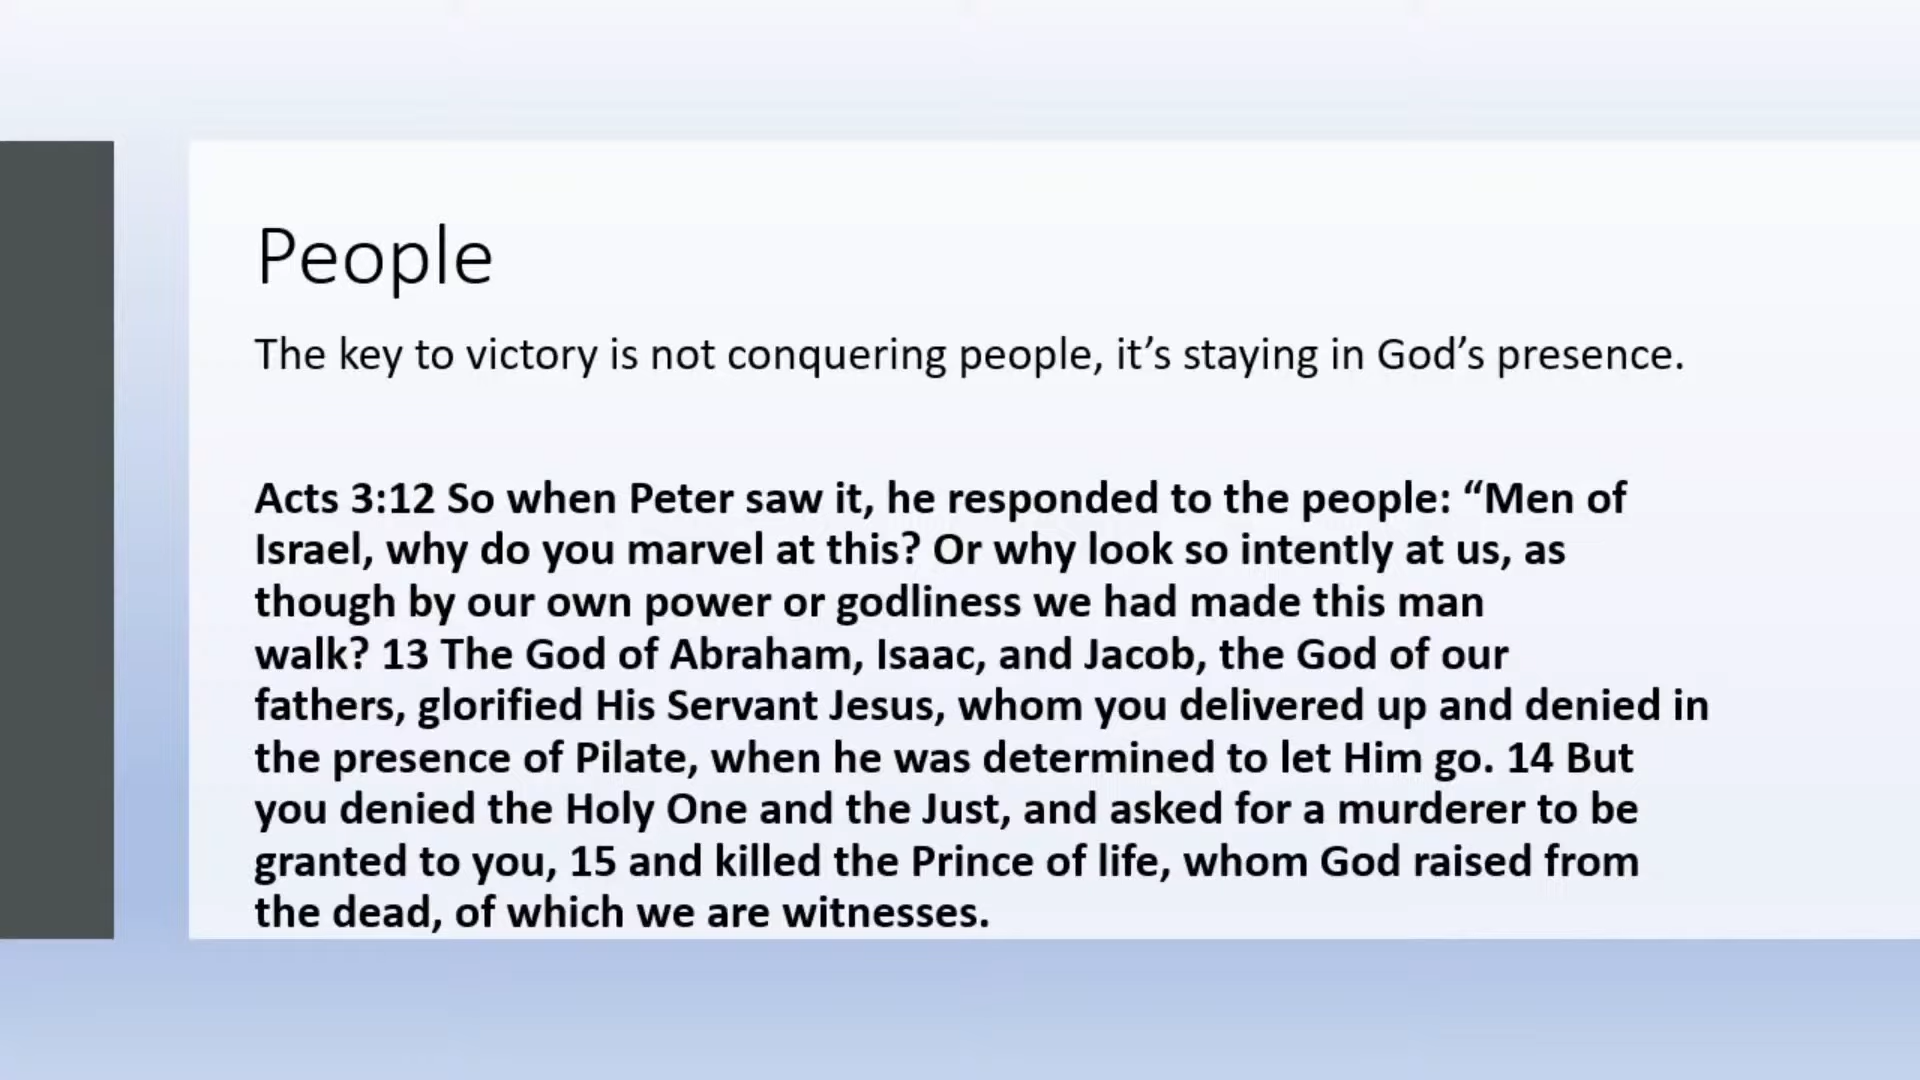 People
The key to victory is not conquering people, it’s staying in God’s presence.
Acts 3:12 So when Peter saw it, he responded to the people: “Men of
Israel, why do you marvel at this? Or why look so intently at us, as
though by our own power or godliness we had made this man
walk? 13 The God of Abraham, Isaac, and Jacob, the God of our
fathers, glorified His Servant Jesus, whom you delivered up and denied in
the presence of Pilate, when he was determined to let Him go. 14 But
you denied the Holy One and the Just, and asked for a murderer to be
granted to you, 15 and killed the Prince of life, whom God raised from
the dead, of which we are witnesses.